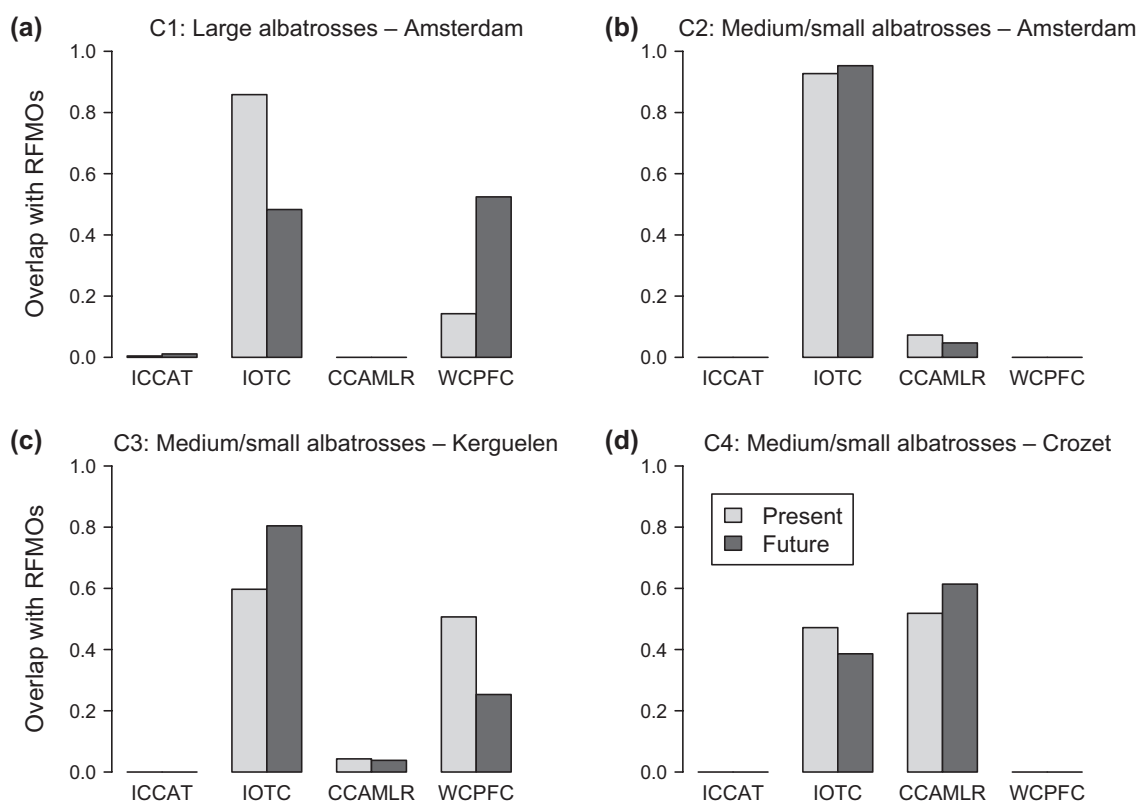 (a) C1: Large albatrosses – Amsterdam
Overlap with RFMOs
1.0
0.8
0.6
0.4
0.2
0.0
ICCAT IOTC CCAMLR WCPFC
(b) C2: Medium/small albatrosses – Amsterdam
1.0
0.8
0.6
0.4
0.2
0.0
ICCAT IOTC CCAMLR WCPFC
(c) C3: Medium/small albatrosses – Kerguelen
Overlap with RFMOs
1.0
0.8
0.6
0.4
0.2
0.0
ICCAT IOTC CCAMLR WCPFC
(d) C4: Medium/small albatrosses – Crozet
1.0
0.8
0.6
0.4
0.2
0.0
Present
Future
ICCAT IOTC CCAMLR WCPFC